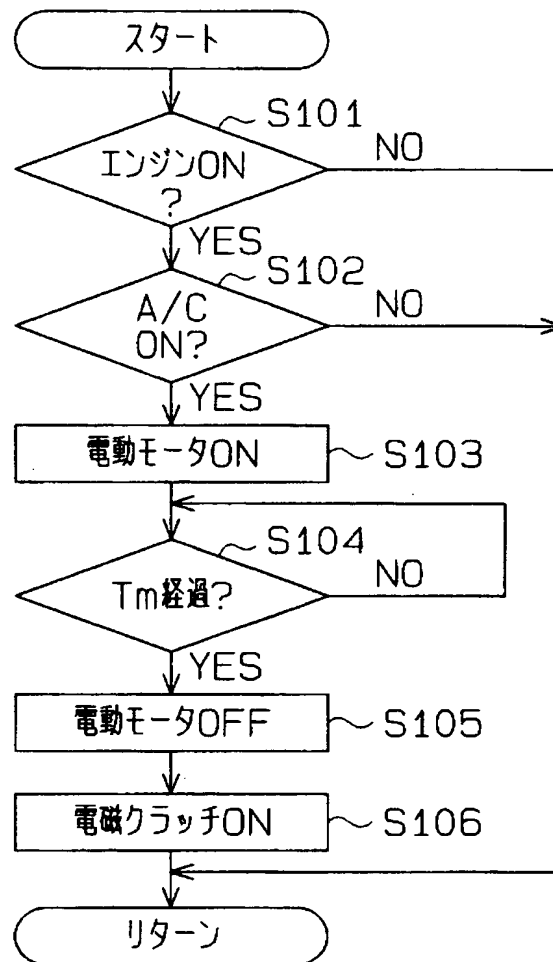 スタート
S101
エンジンON
?
NO
YES
S102
A/C
ON?
NO
YES
電動モータON
S103
S104
Tm経過?
NO
YES
電動モータOFF
S105
電磁クラッチON
S106
リターン